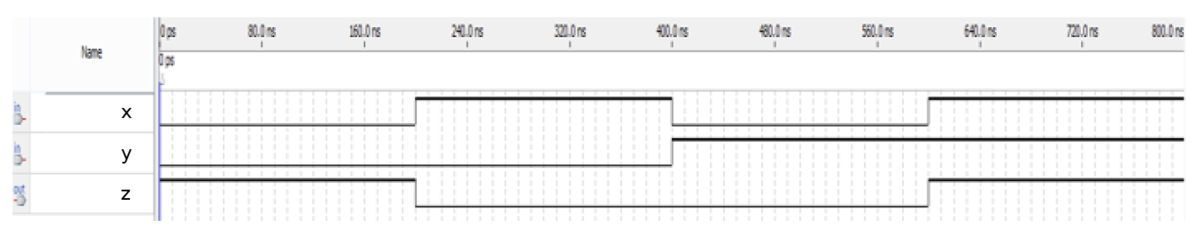 0 ps 80.0 ns 160.0 ns 240.0 ns 320.0 ns 400.0 ns 480.0 ns 560.0 ns 640.0 ns 720.0 ns 800.0 ns
Name
0 ps
in x
in y
out z